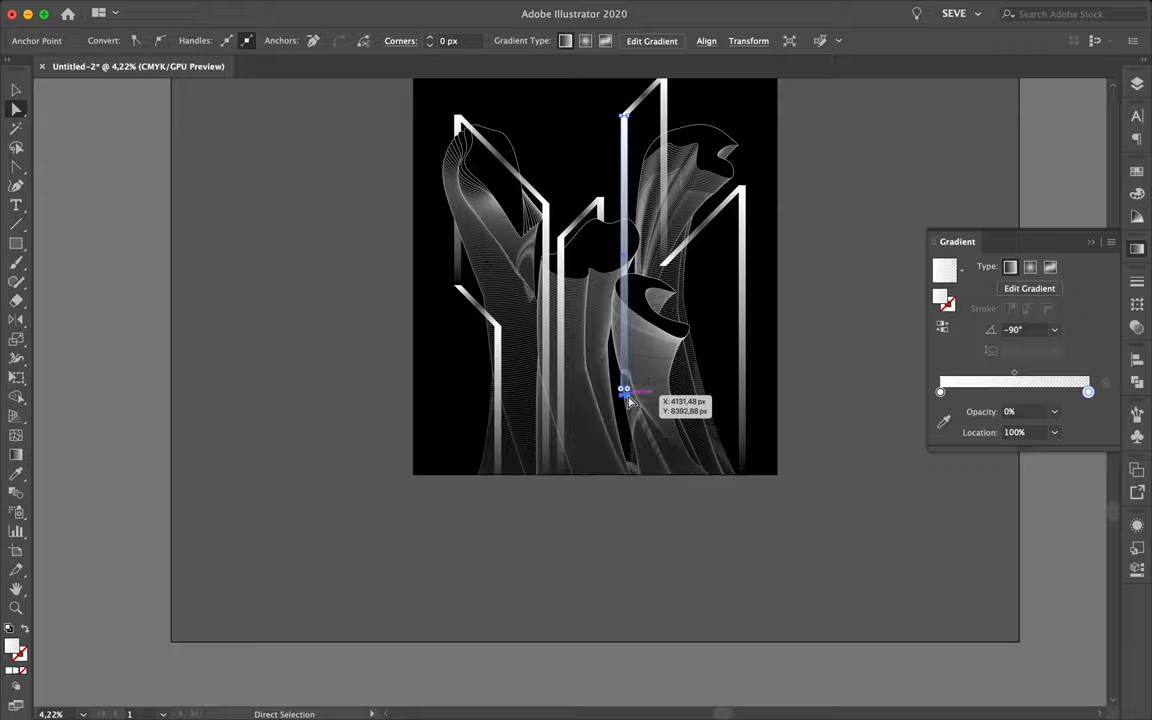 Adobe Illustrator 2020
SEVE
Search Adobe Stock
Anchor Point
Convert:
Handles:
Anchors:
Corners:
0 px
Gradient Type:
Edit Gradient
Align
Transform
Untitled-2* @ 4,22% (CMYK/GPU Preview)
Gradient
Type:
Edit Gradient
Stroke:
-90°
X: 4131,48 px
Y: 8392,88 px
Opacity:
0%
Location:
100%
4,22%
1
Direct Selection